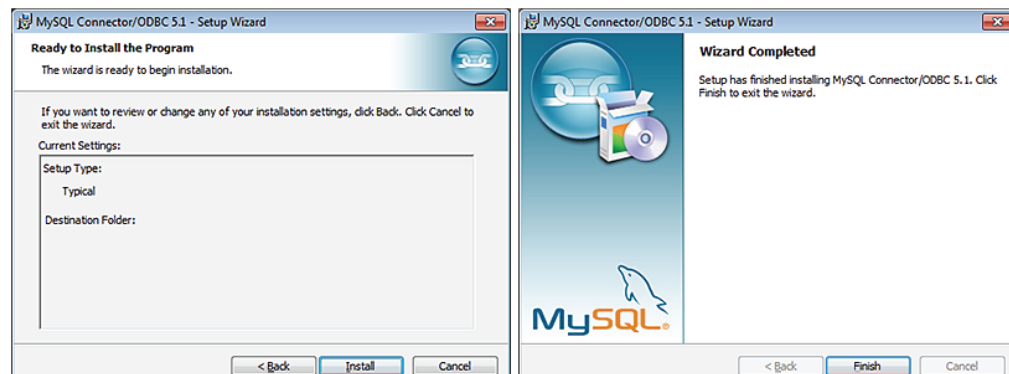 MySQL Connector/ODBC 5.1 - Setup Wizard
Ready to Install the Program
The wizard is ready to begin installation.
If you want to review or change any of your installation settings, click Back. Click Cancel to
exit the wizard.
Current Settings:
Setup Type:
Typical
Destination Folder:
< Back
Install
Cancel
MySQL Connector/ODBC 5.1 - Setup Wizard
Wizard Completed
Setup has finished installing MySQL Connector/ODBC 5.1. Click
Finish to exit the wizard.
MySQL®
< Back
Finish
Cancel